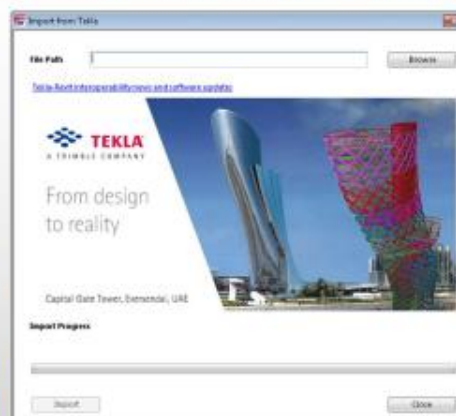 Import from Tekla
File Path
Browse
Tekla-Revit interoperability news and software updates
TEKLA
A TRIMBLE COMPANY
From design
to reality
Capital Gate Tower, Eversendai, UAE
Import Progress
Import
Close